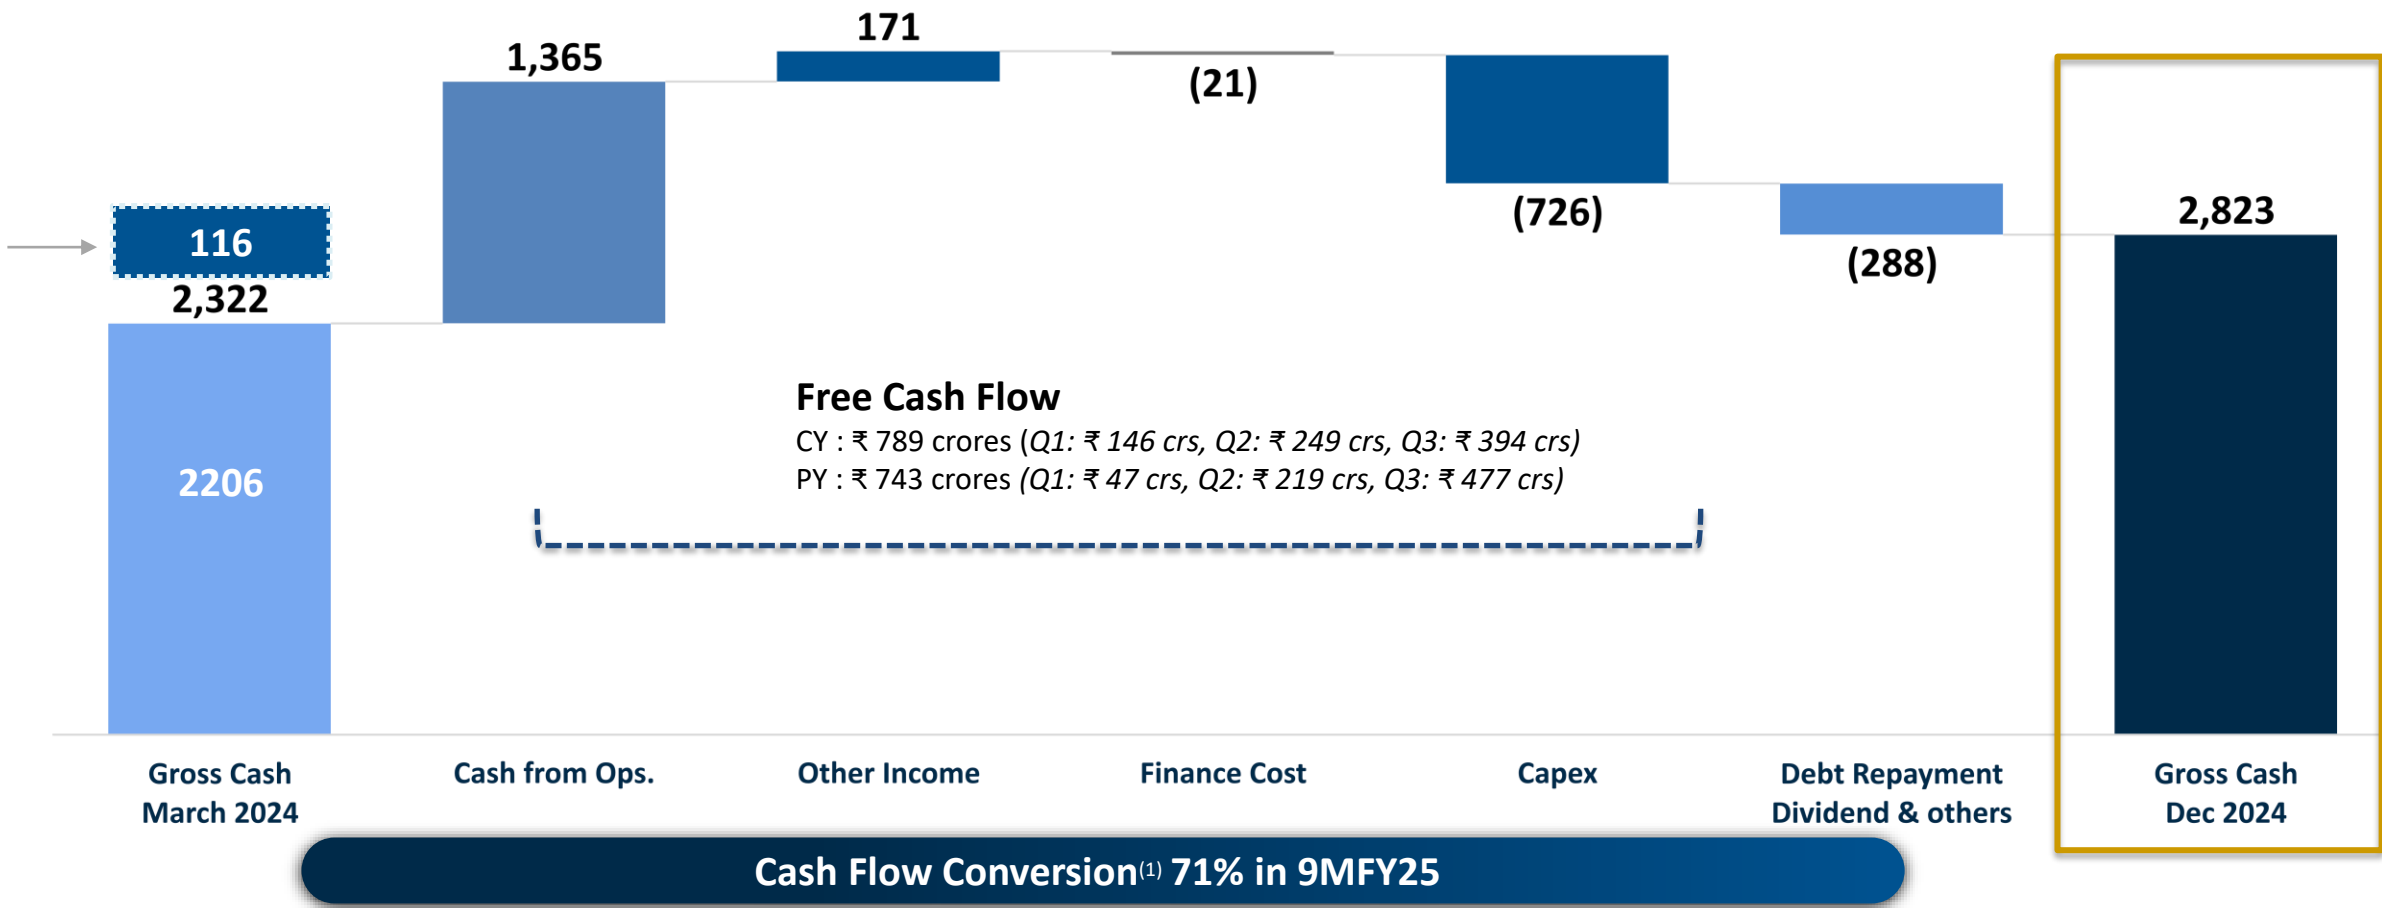 171
1,365
(21)
116
2,322
(726)
2,823
(288)
2206
Free Cash Flow
CY : ₹ 789 crores (Q1: ₹ 146 crs, Q2: ₹ 249 crs, Q3: ₹ 394 crs)
PY : ₹ 743 crores (Q1: ₹ 47 crs, Q2: ₹ 219 crs, Q3: ₹ 477 crs)
Gross Cash
March 2024
Cash from Ops.
Other Income
Finance Cost
Capex
Debt Repayment
Dividend & others
Gross Cash
Dec 2024
Cash Flow Conversion(1) 71% in 9MFY25